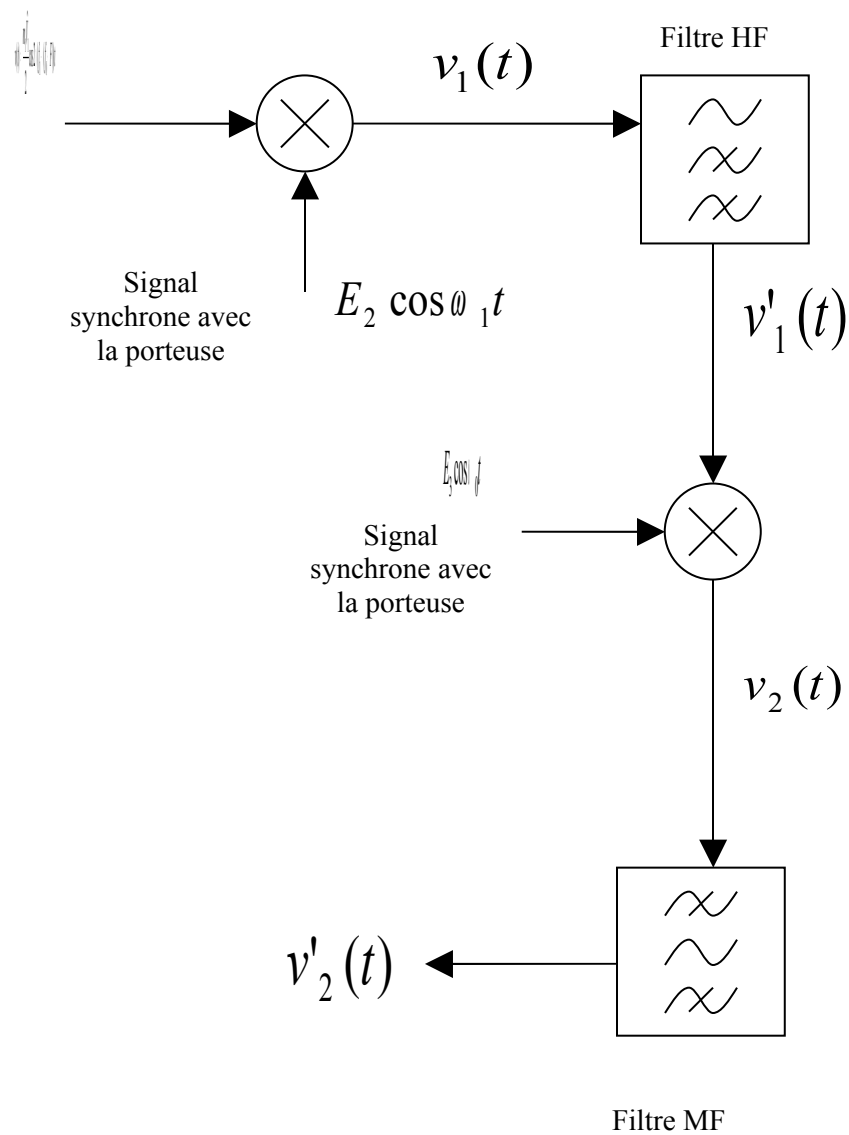 Filtre HF
v₁(t)
Signal
synchrone avec
la porteuse
E₂ cos ω ₁t
v'₁(t)
Signal
synchrone avec
la porteuse
v₂(t)
v'₂(t)
Filtre MF